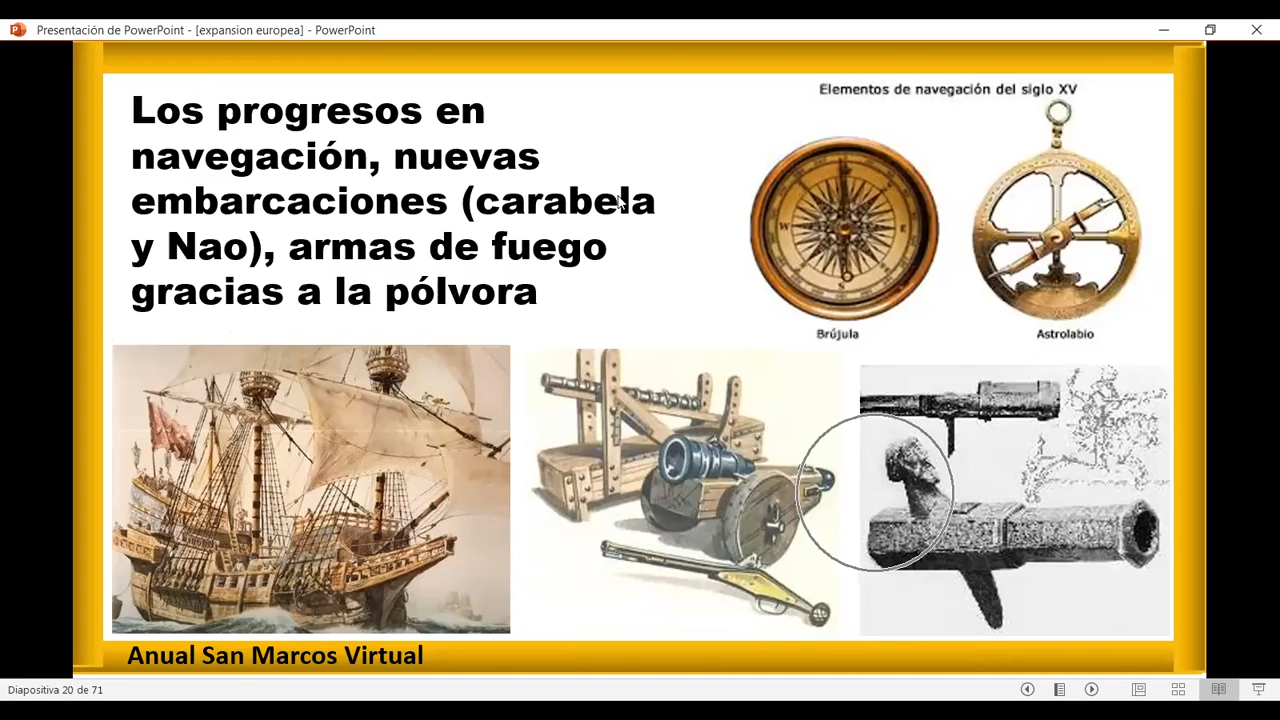 Presentación de PowerPoint - [expansion europea] - PowerPoint
Los progresos en
navegación, nuevas
embarcaciones (carabela
y Nao), armas de fuego
gracias a la pólvora
Elementos de navegación del siglo XV
W
E
S
Brújula
Astrolabio
Anual San Marcos Virtual
Diapositiva 20 de 71